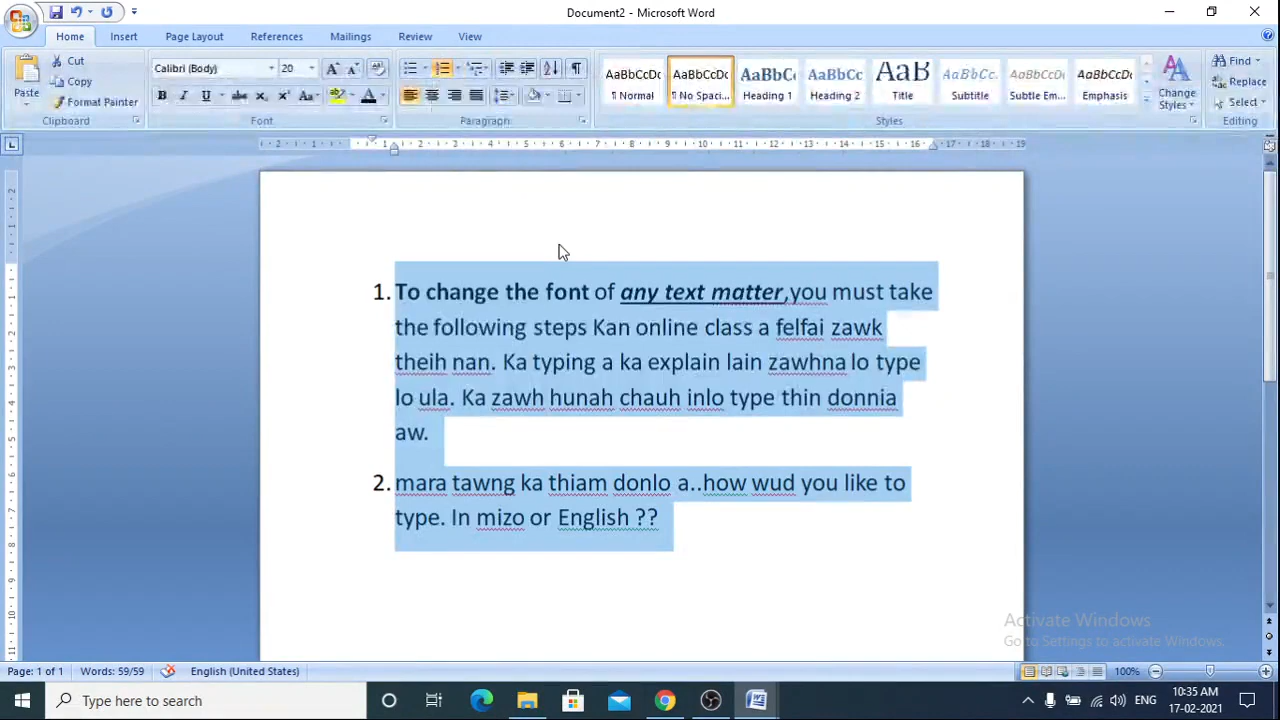 Document2 - Microsoft Word
Home Insert Page Layout References Mailings Review View
Cut
Copy
Format Painter
Paste
Clipboard
Calibri (Body) 20
Font
Paragraph
AaBbCcDc AaBbCcDc AaBbCc AaBbCc AaB AaBbCcDc AaBbCcDc AaBbCcDc
¶ Normal ¶ No Spaci... Heading 1 Heading 2 Title Subtitle Subtle Em... Emphasis
Change Styles
Styles
Find
Replace
Select
Editing
1. To change the font of any text matter,you must take
the following steps Kan online class a felfai zawk
theih nan. Ka typing a ka explain lain zawhna lo type
lo ula. Ka zawh hunah chauh inlo type thin donnia
aw.
2. mara tawng ka thiam donlo a..how wud you like to
type. In mizo or English ??
Activate Windows
Go to Settings to activate Windows.
Page: 1 of 1 Words: 59/59 English (United States) 100%
Type here to search
ENG
10:35 AM
17-02-2021